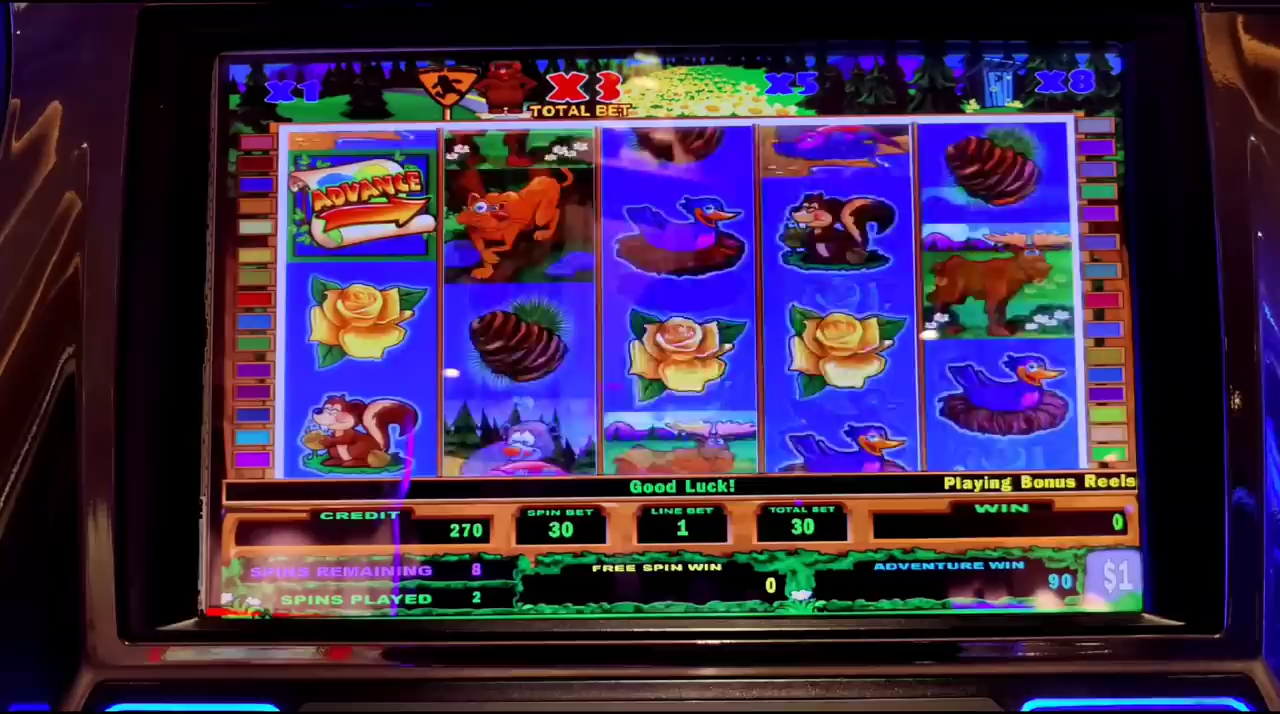 X1
X3
X5
X8
TOTAL BET
ADVANCE
Good Luck!
Playing Bonus Reels
CREDIT
270
SPIN BET
30
LINE BET
1
TOTAL BET
30
WIN
0
SPINS REMAINING 8
SPINS PLAYED 2
FREE SPIN WIN
0
ADVENTURE WIN
90
$1